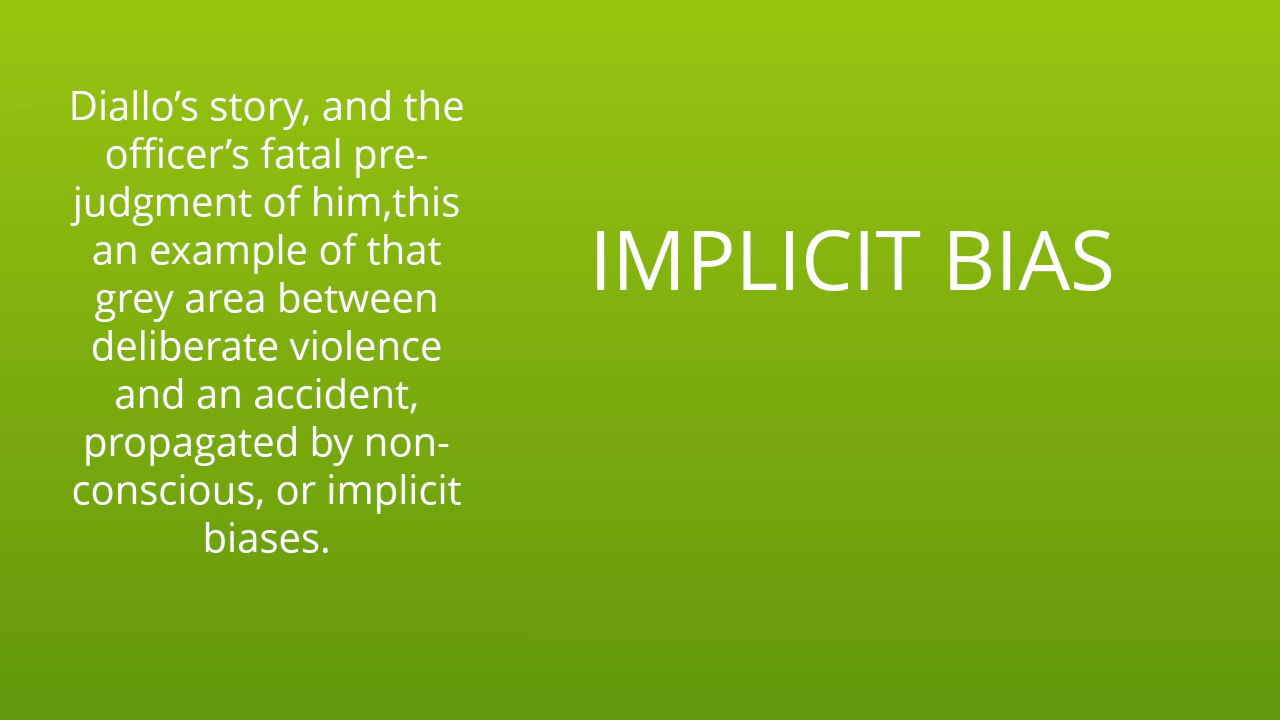 Diallo’s story, and the
officer’s fatal pre-
judgment of him,this
an example of that
grey area between
deliberate violence
and an accident,
propagated by non-
conscious, or implicit
biases.
IMPLICIT BIAS